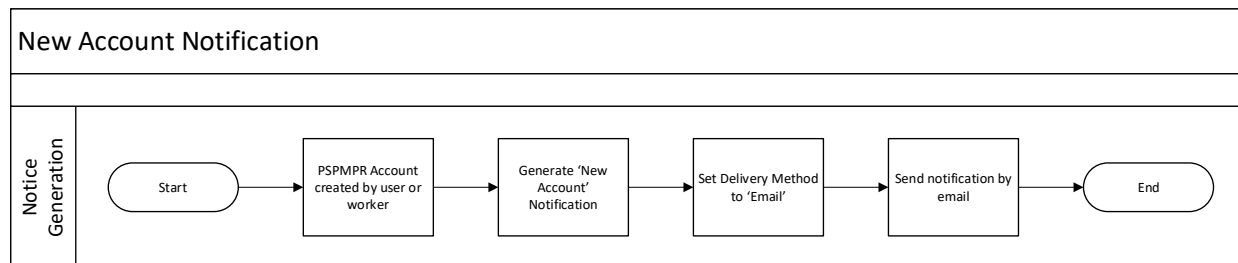 New Account Notification
Notice
Generation
Start
PSPMPR Account
created by user or
worker
Generate ‘New
Account’
Notification
Set Delivery Method
to ‘Email’
Send notification by
email
End